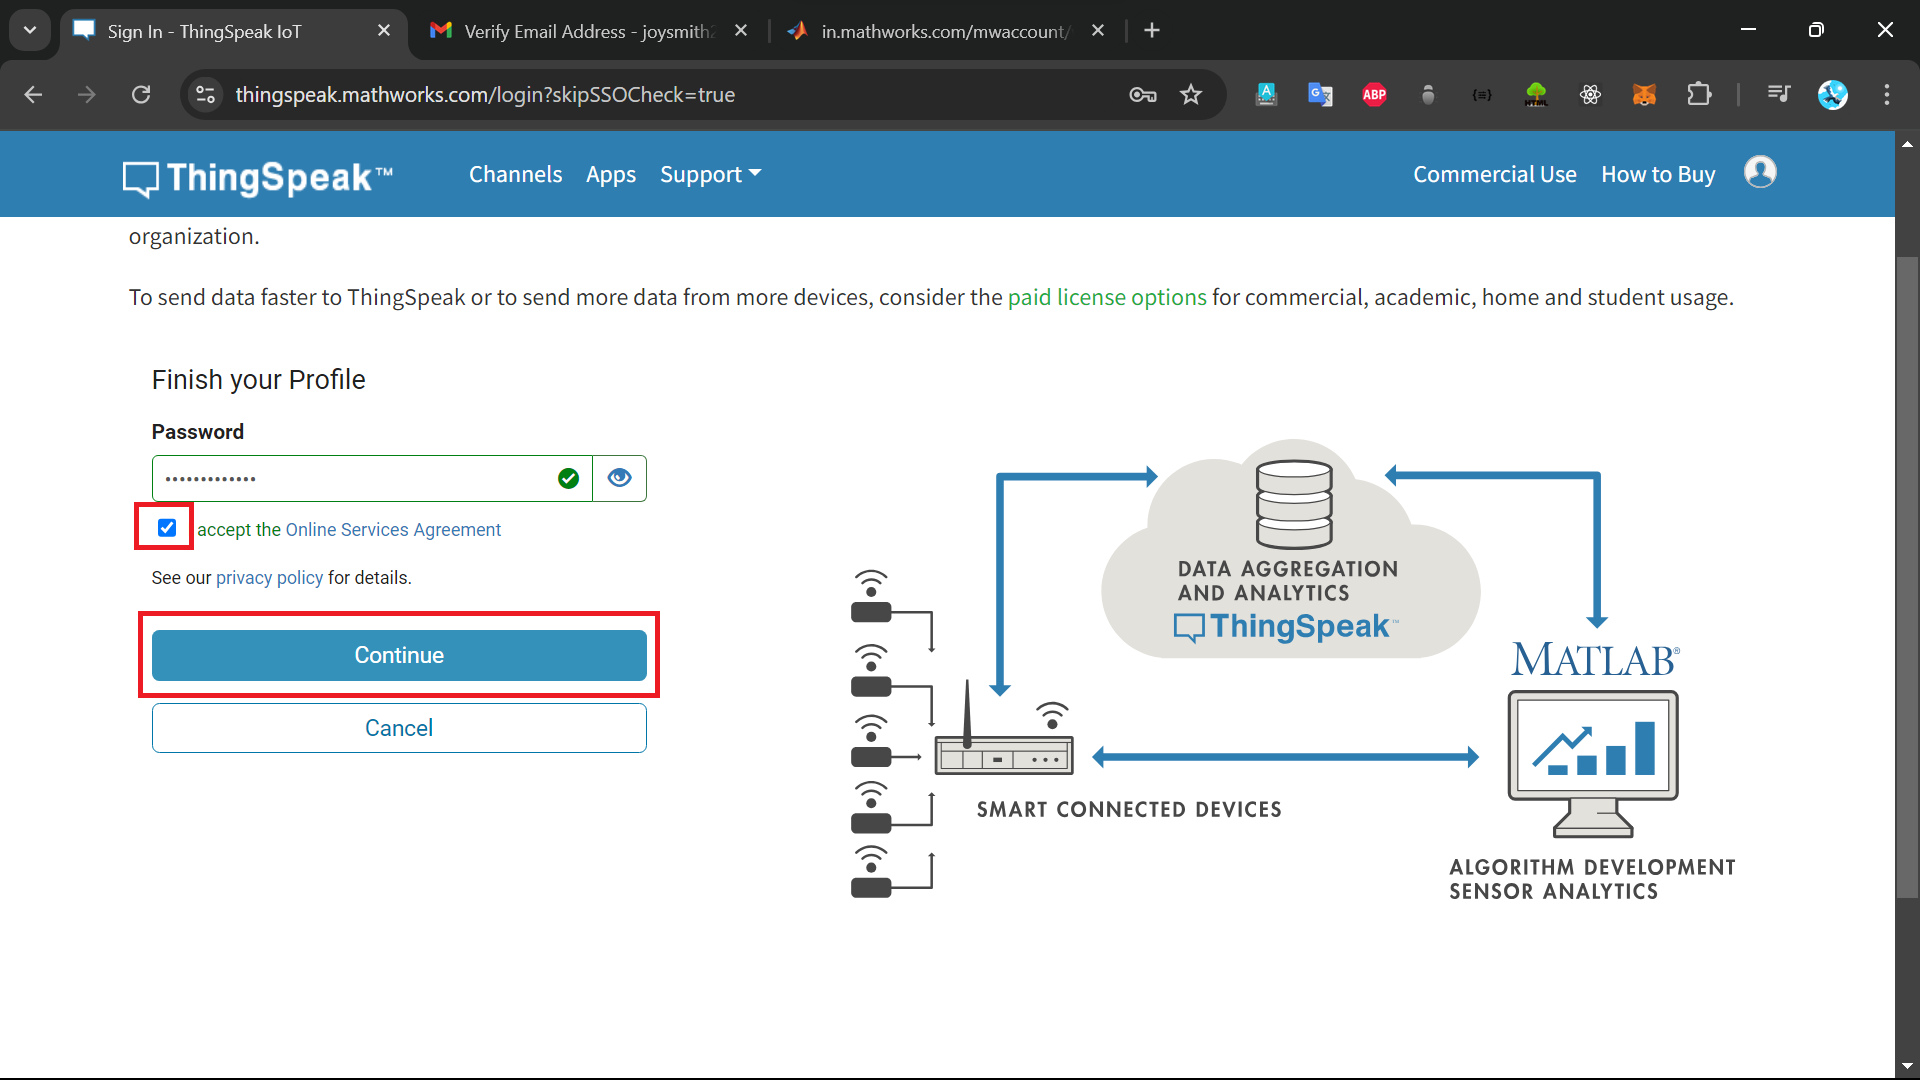 Sign In - ThingSpeak IoT
Verify Email Address - joysmith
in.mathworks.com/mwaccount/
thingspeak.mathworks.com/login?skipSSOCheck=true
ABP
HTML
ThingSpeak™
Channels
Apps
Support
Commercial Use
How to Buy
organization.
To send data faster to ThingSpeak or to send more data from more devices, consider the paid license options for commercial, academic, home and student usage.
Finish your Profile
Password
•••••••••••••
accept the Online Services Agreement
See our privacy policy for details.
Continue
Cancel
DATA AGGREGATION
AND ANALYTICS
ThingSpeak™
MATLAB®
SMART CONNECTED DEVICES
ALGORITHM DEVELOPMENT
SENSOR ANALYTICS